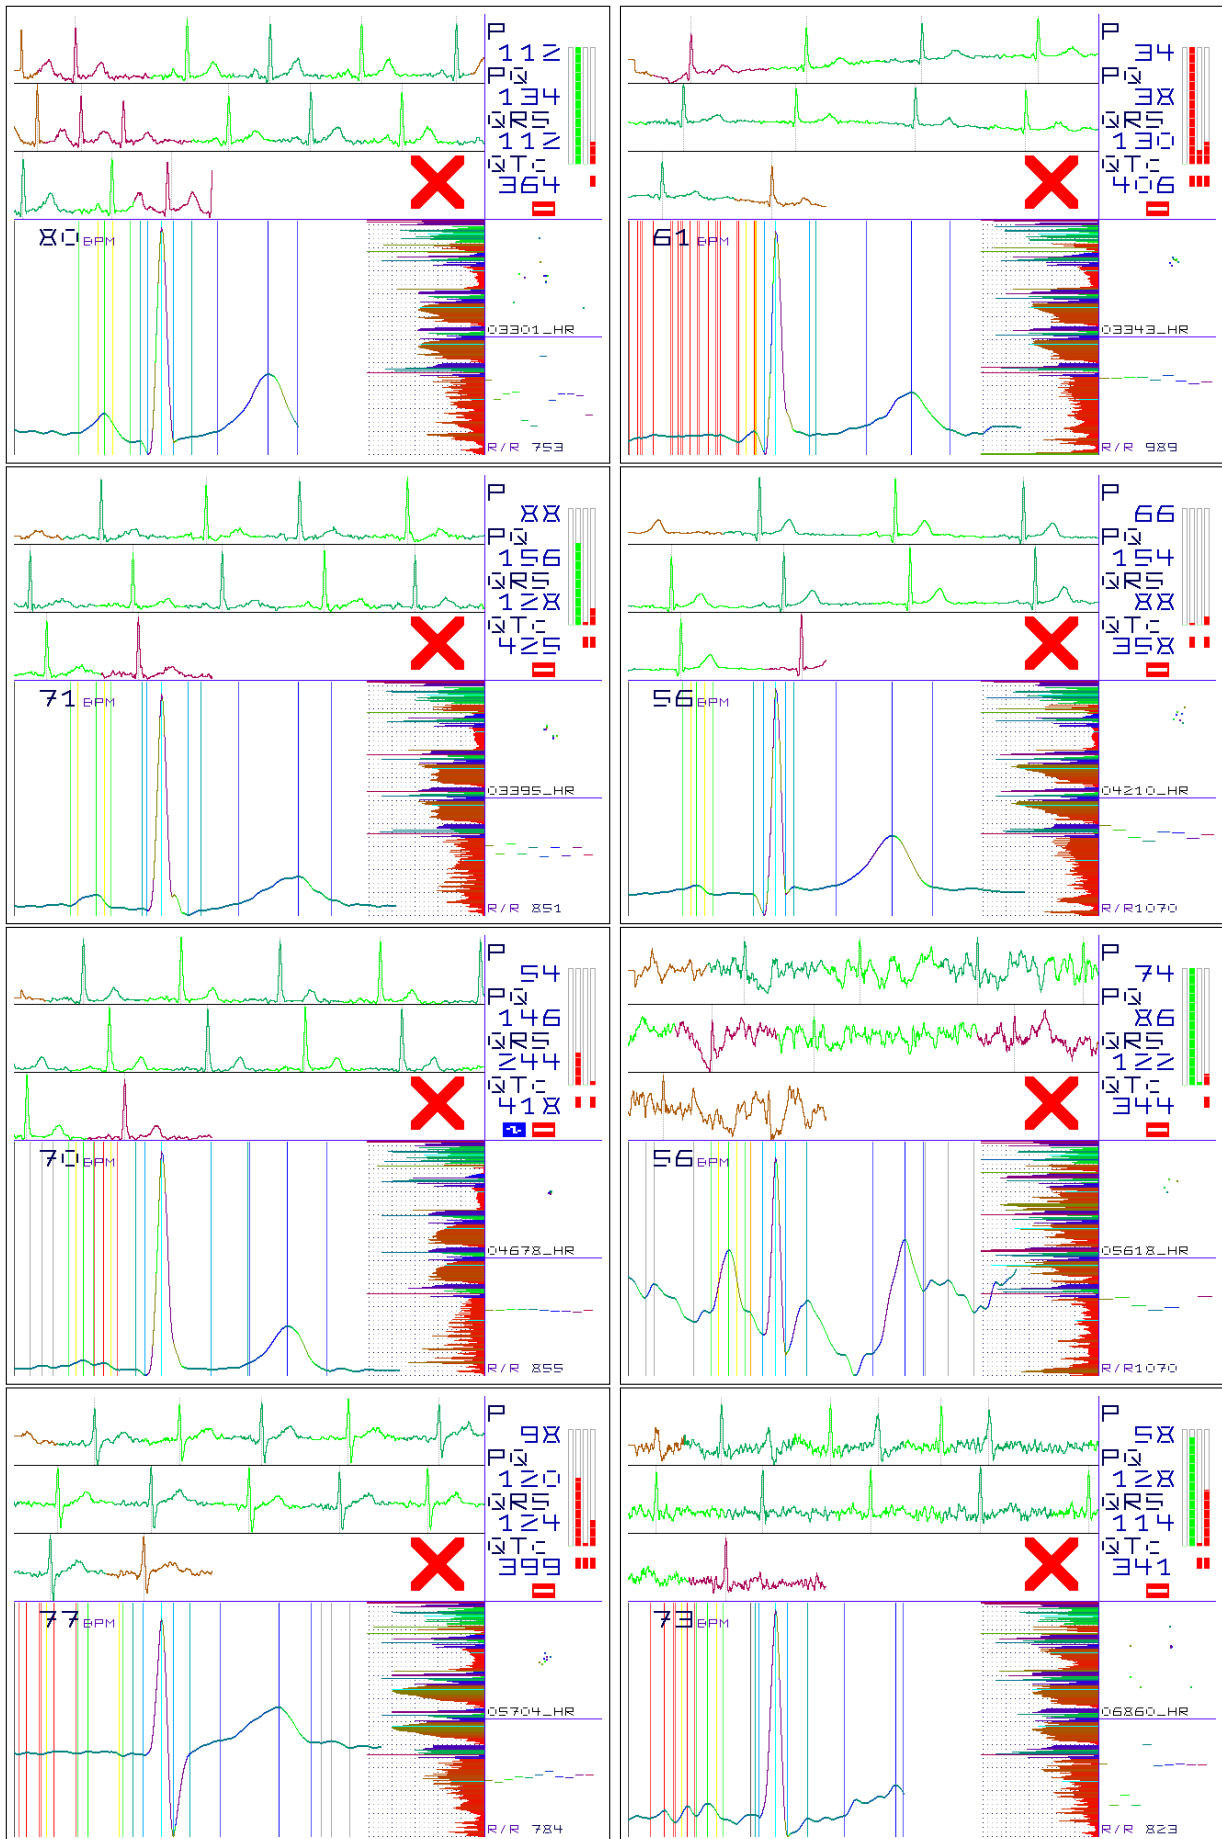 P
112
PQ
134
QRS
112
QTc
364
80 BPM
03301_HR
R/R 753
P
34
PQ
38
QRS
130
QTc
406
61 BPM
03343_HR
R/R 989
P
88
PQ
156
QRS
128
QTc
425
71 BPM
03395_HR
R/R 851
P
66
PQ
154
QRS
88
QTc
358
56 BPM
04210_HR
R/R1070
P
54
PQ
146
QRS
244
QTc
418
70 BPM
04678_HR
R/R 855
P
74
PQ
86
QRS
122
QTc
344
56 BPM
05618_HR
R/R1070
P
98
PQ
120
QRS
124
QTc
399
77 BPM
05704_HR
R/R 784
P
58
PQ
128
QRS
114
QTc
341
73 BPM
06860_HR
R/R 823